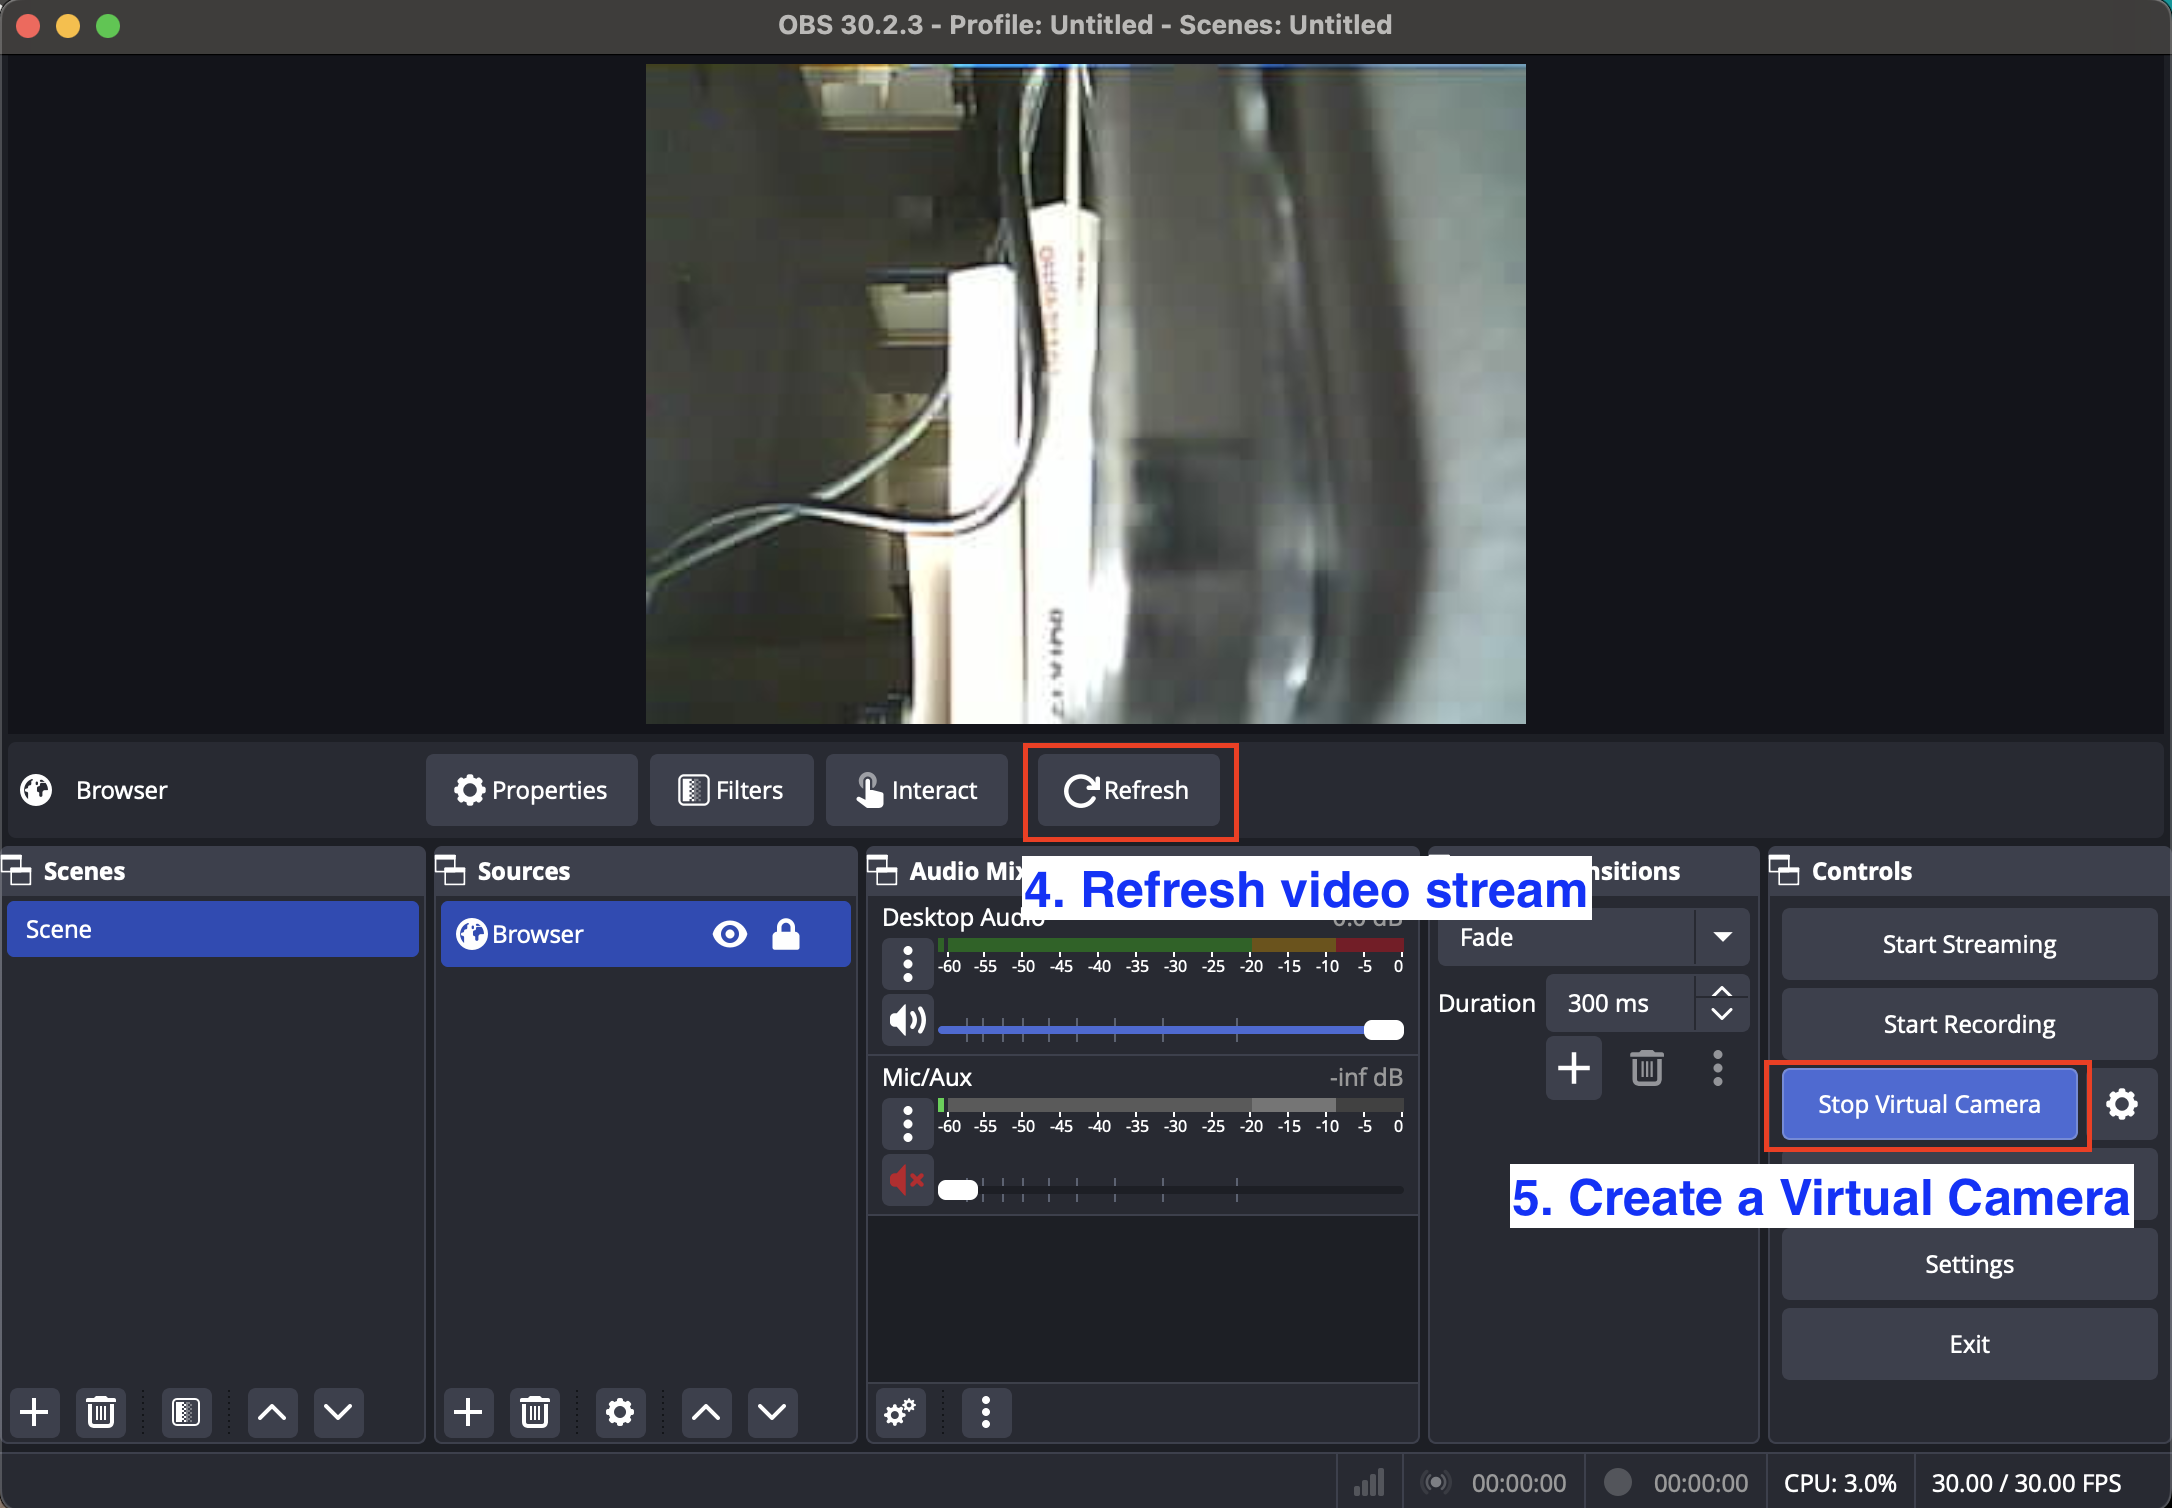 OBS 30.2.3 - Profile: Untitled - Scenes: Untitled
Browser
Properties
Filters
Interact
Refresh
4. Refresh video stream
Scenes
Scene
Sources
Browser
Audio Mix
Desktop Audio
-60 -55 -50 -45 -40 -35 -30 -25 -20 -15 -10 -5 0
Mic/Aux -inf dB
-60 -55 -50 -45 -40 -35 -30 -25 -20 -15 -10 -5 0
nsitions
Fade
Duration 300 ms
Controls
Start Streaming
Start Recording
Stop Virtual Camera
5. Create a Virtual Camera
Settings
Exit
00:00:00
00:00:00
CPU: 3.0%
30.00 / 30.00 FPS